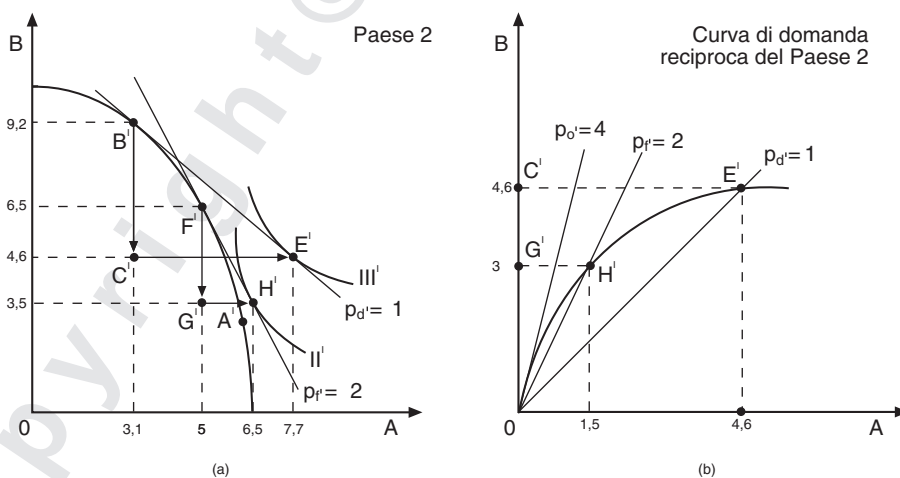 B
Paese 2
9,2
B'
6,5
F'
4,6
C'
E'
III'
3,5
G'
A'
H'
p_d'= 1
II'
p_f'= 2
0
3,1
5
6,5
7,7
A
(a)
B
Curva di domanda
reciproca del Paese 2
p_o'= 4
p_f'= 2
p_d'= 1
C'
E'
4,6
G'
3
H'
0
1,5
4,6
A
(b)
pyright©